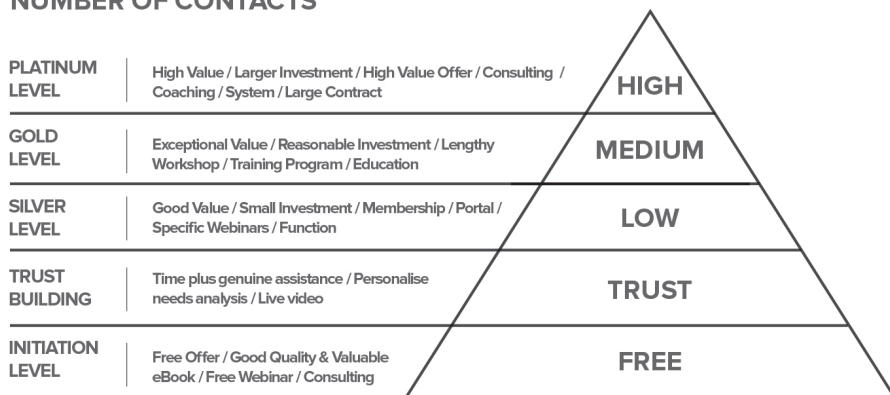 NUMBER OF CONTACTS
PLATINUM
LEVEL
High Value / Larger Investment / High Value Offer / Consulting /
Coaching / System / Large Contract
HIGH
GOLD
LEVEL
Exceptional Value / Reasonable Investment / Lengthy
Workshop / Training Program / Education
MEDIUM
SILVER
LEVEL
Good Value / Small Investment / Membership / Portal /
Specific Webinars / Function
LOW
TRUST
BUILDING
Time plus genuine assistance / Personalise
needs analysis / Live video
TRUST
INITIATION
LEVEL
Free Offer / Good Quality & Valuable
eBook / Free Webinar / Consulting
FREE